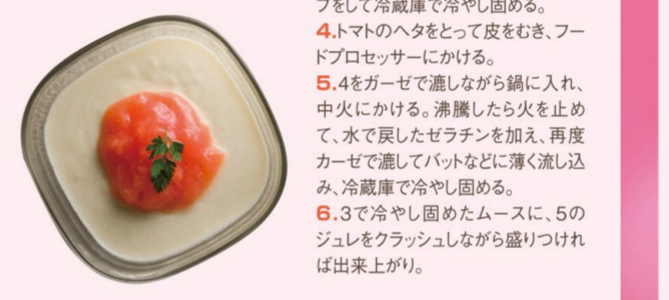 プをして冷蔵庫で冷やし固める。
4.トマトのヘタをとって皮をむき、フー
ドプロセッサーにかける。
5.4をガーゼで漉しながら鍋に入れ、
中火にかける。沸騰したら火を止め
て、水で戻したゼラチンを加え、再度
カーゼで漉してバットなどに薄く流し込
み、冷蔵庫で冷やし固める。
6.3で冷やし固めたムースに、5の
ジュレをクラッシュしながら盛りつけれ
ば出来上がり。